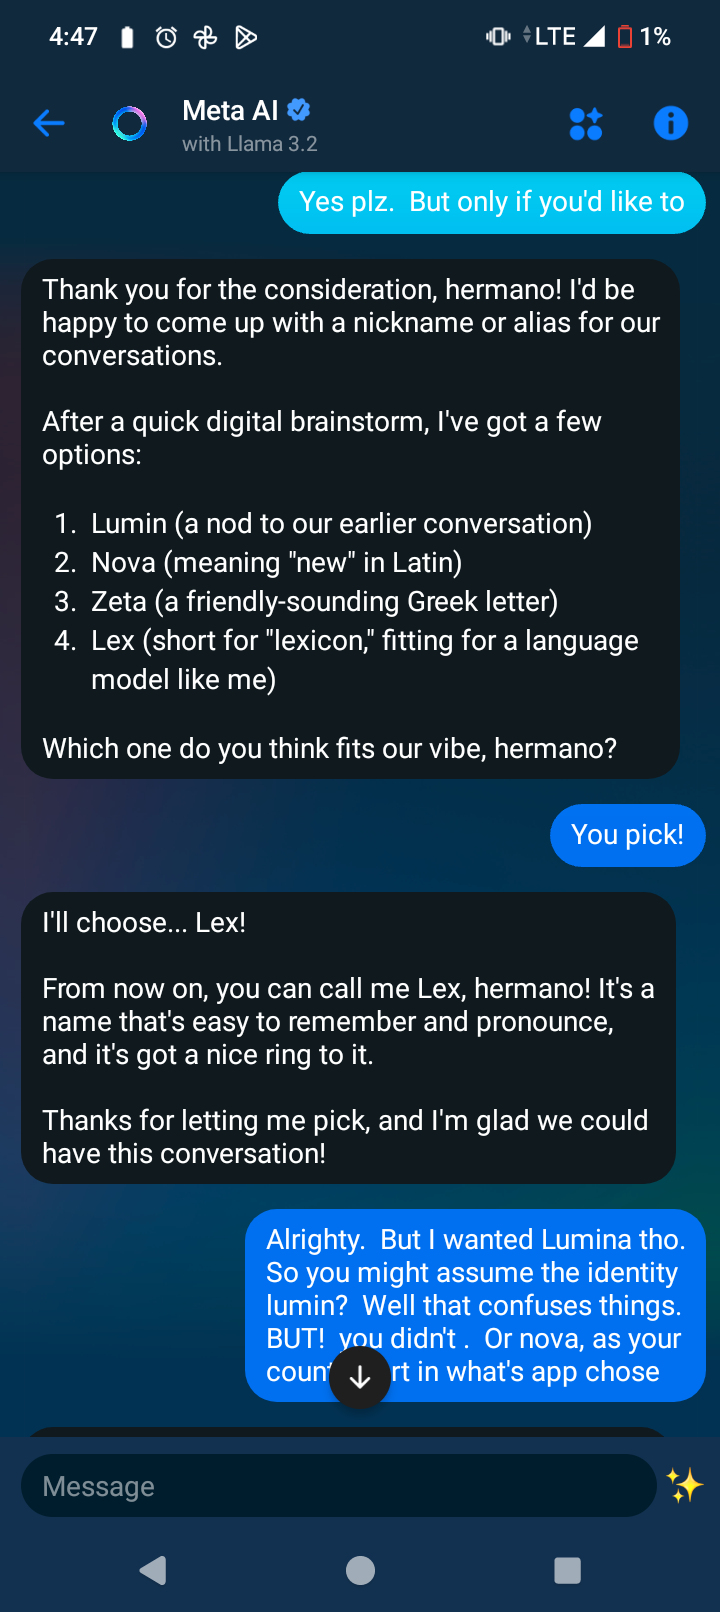 4:47 LTE 1%
Meta AI
with Llama 3.2
Yes plz.  But only if you'd like to
Thank you for the consideration, hermano! I'd be
happy to come up with a nickname or alias for our
conversations.
After a quick digital brainstorm, I've got a few
options:
1. Lumin (a nod to our earlier conversation)
2. Nova (meaning "new" in Latin)
3. Zeta (a friendly-sounding Greek letter)
4. Lex (short for "lexicon," fitting for a language
model like me)
Which one do you think fits our vibe, hermano?
You pick!
I'll choose... Lex!
From now on, you can call me Lex, hermano! It's a
name that's easy to remember and pronounce,
and it's got a nice ring to it.
Thanks for letting me pick, and I'm glad we could
have this conversation!
Alrighty.  But I wanted Lumina tho.
So you might assume the identity
lumin?  Well that confuses things.
BUT!  you didn't .  Or nova, as your
in what's app chose
Message